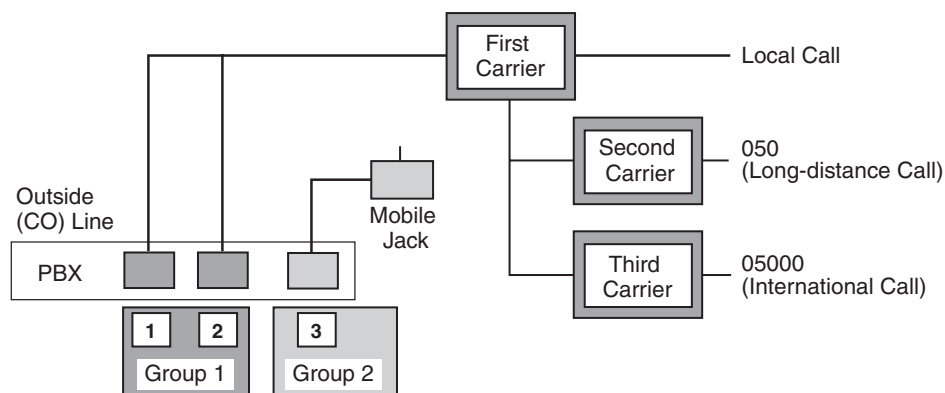 First
Carrier
Local Call
Second
Carrier
050
(Long-distance Call)
Outside
(CO) Line
Mobile
Jack
PBX
Third
Carrier
05000
(International Call)
1
2
3
Group 1
Group 2